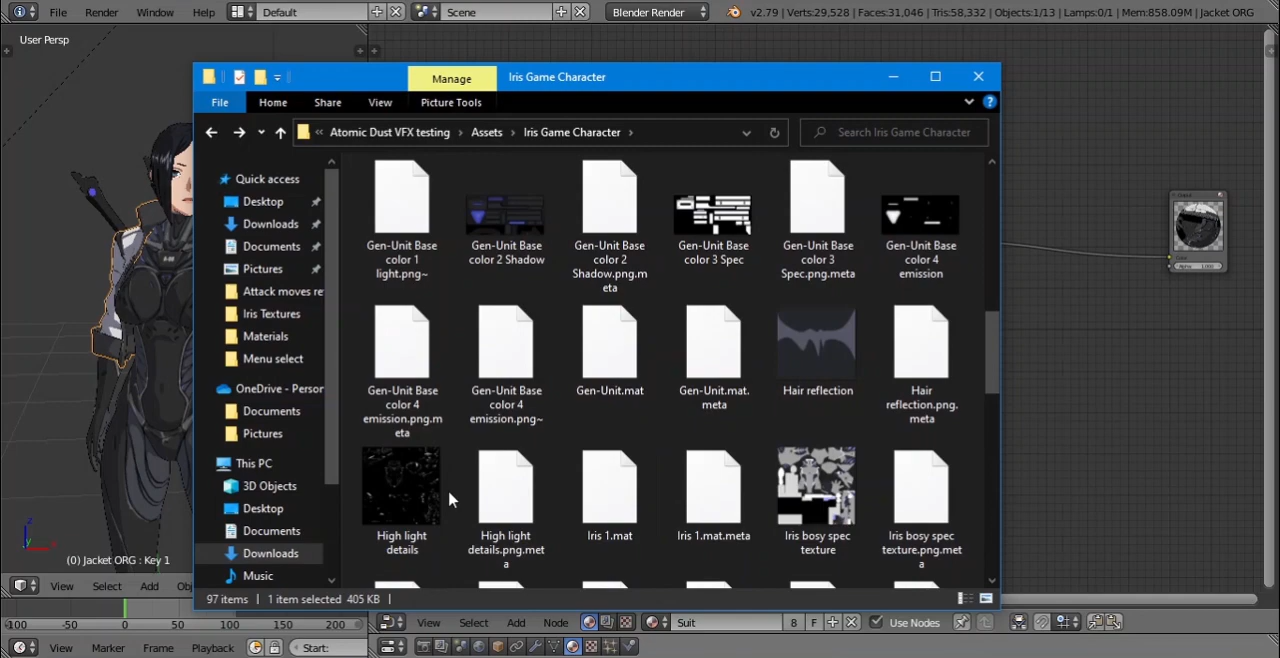 File Render Window Help Default Scene Blender Render v2.79 | Verts:29,528 | Faces:31,046 | Tris:58,332 | Objects:1/13 | Lamps:0/1 | Mem:858.09M | Jacket ORG
User Persp
Manage Iris Game Character
File Home Share View Picture Tools
« Atomic Dust VFX testing > Assets > Iris Game Character > Search Iris Game Character
Quick access
Desktop
Downloads
Documents
Pictures
Attack moves re
Iris Textures
Materials
Menu select
OneDrive - Person
Documents
Pictures
This PC
3D Objects
Desktop
Documents
Downloads
Music
Gen-Unit Base color 1 light.png~
Gen-Unit Base color 2 Shadow
Gen-Unit Base color 2 Shadow.png.meta
Gen-Unit Base color 3 Spec
Gen-Unit Base color 3 Spec.png.meta
Gen-Unit Base color 4 emission
Gen-Unit Base color 4 emission.png.meta
Gen-Unit Base color 4 emission.png~
Gen-Unit.mat
Gen-Unit.mat.meta
Hair reflection
Hair reflection.png.meta
High light details
High light details.png.meta
Iris 1.mat
Iris 1.mat.meta
Iris bosy spec texture
Iris bosy spec texture.png.meta
97 items 1 item selected 405 KB
(0) Jacket ORG : Key 1
View Select Add Ob
-100 -50 0 50 100 150 200
View Marker Frame Playback Start:
View Select Add Node Suit 8 F Use Nodes